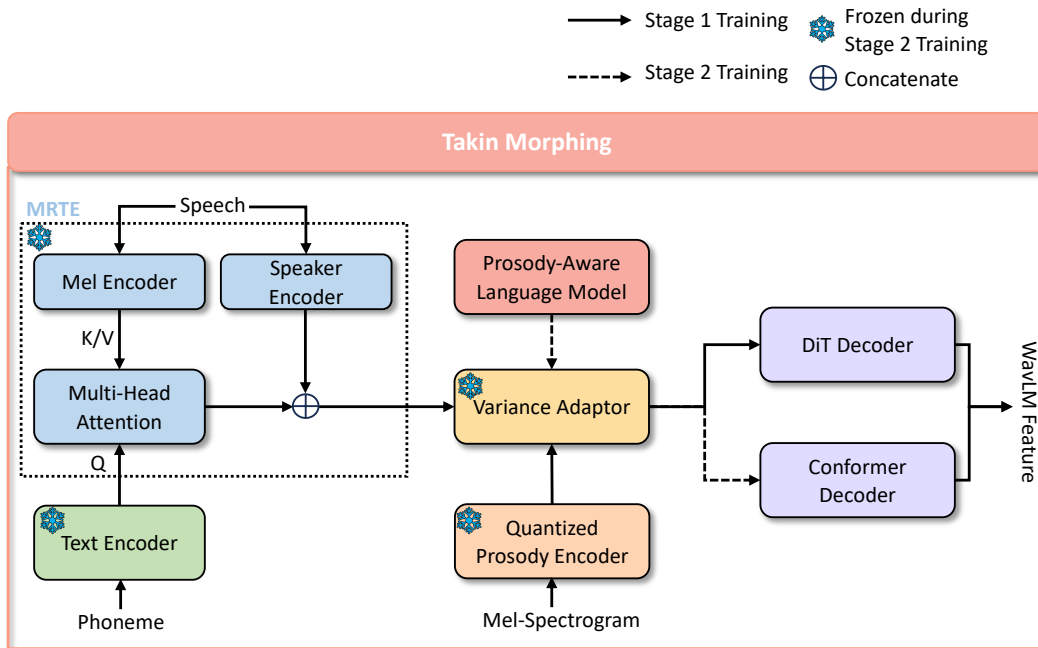 Stage 1 Training
Frozen during
Stage 2 Training
Stage 2 Training
Concatenate
Takin Morphing
MRTE
Speech
Mel Encoder
Speaker
Encoder
Prosody-Aware
Language Model
K/V
DiT Decoder
Multi-Head
Attention
Variance Adaptor
WavLM Feature
Q
Conformer
Decoder
Text Encoder
Quantized
Prosody Encoder
Phoneme
Mel-Spectrogram